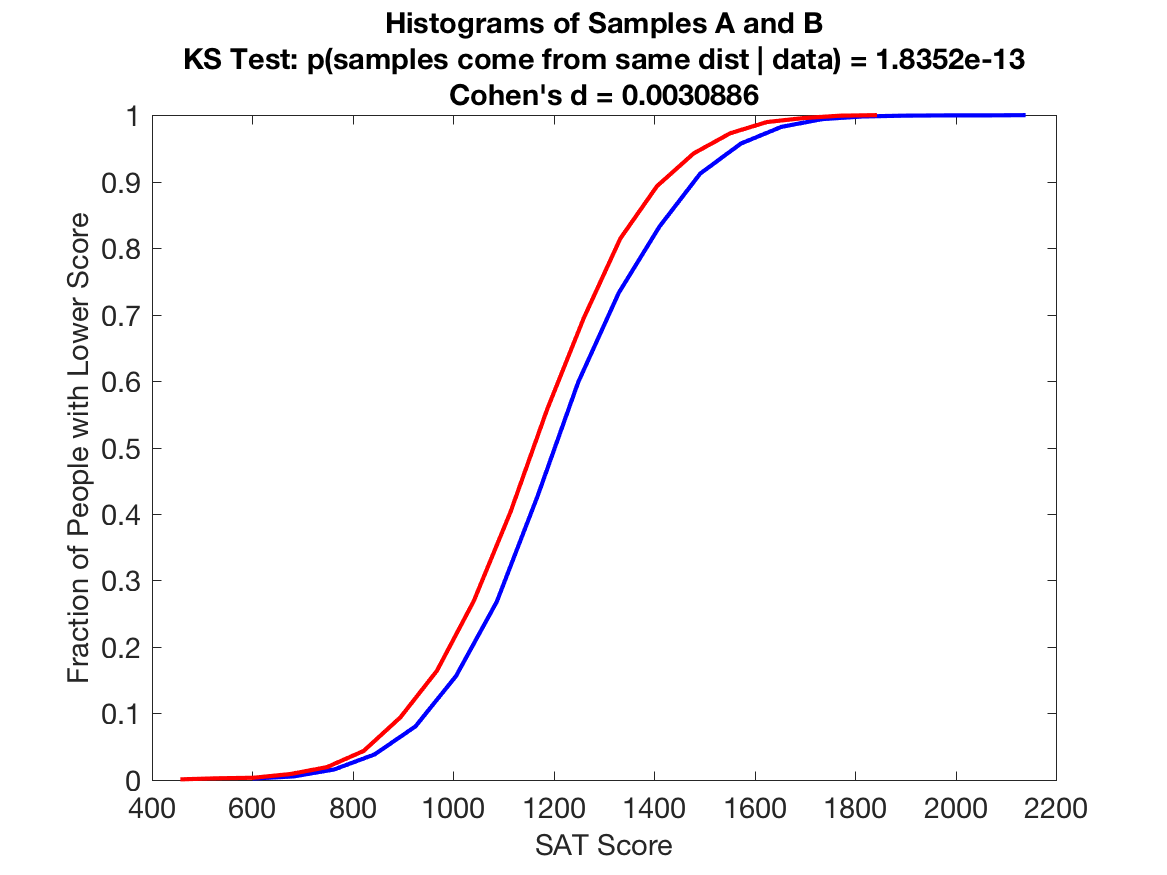 Histograms of Samples A and B
KS Test: p(samples come from same dist | data) = 1.8352e-13
Cohen's d = 0.0030886
1
0.9
0.8
0.7
0.6
0.5
0.4
0.3
0.2
0.1
0
Fraction of People with Lower Score
400 600 800 1000 1200 1400 1600 1800 2000 2200
SAT Score